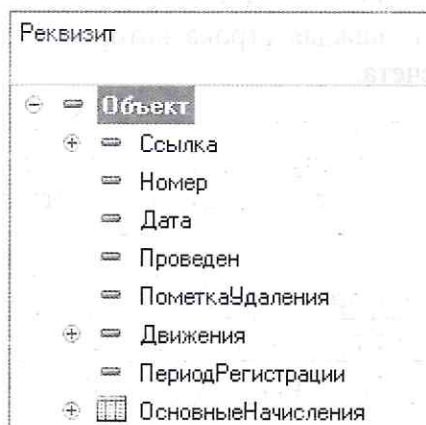 Реквизит
Объект
Ссылка
Номер
Дата
Проведен
ПометкаУдаления
Движения
ПериодРегистрации
ОсновныеНачисления